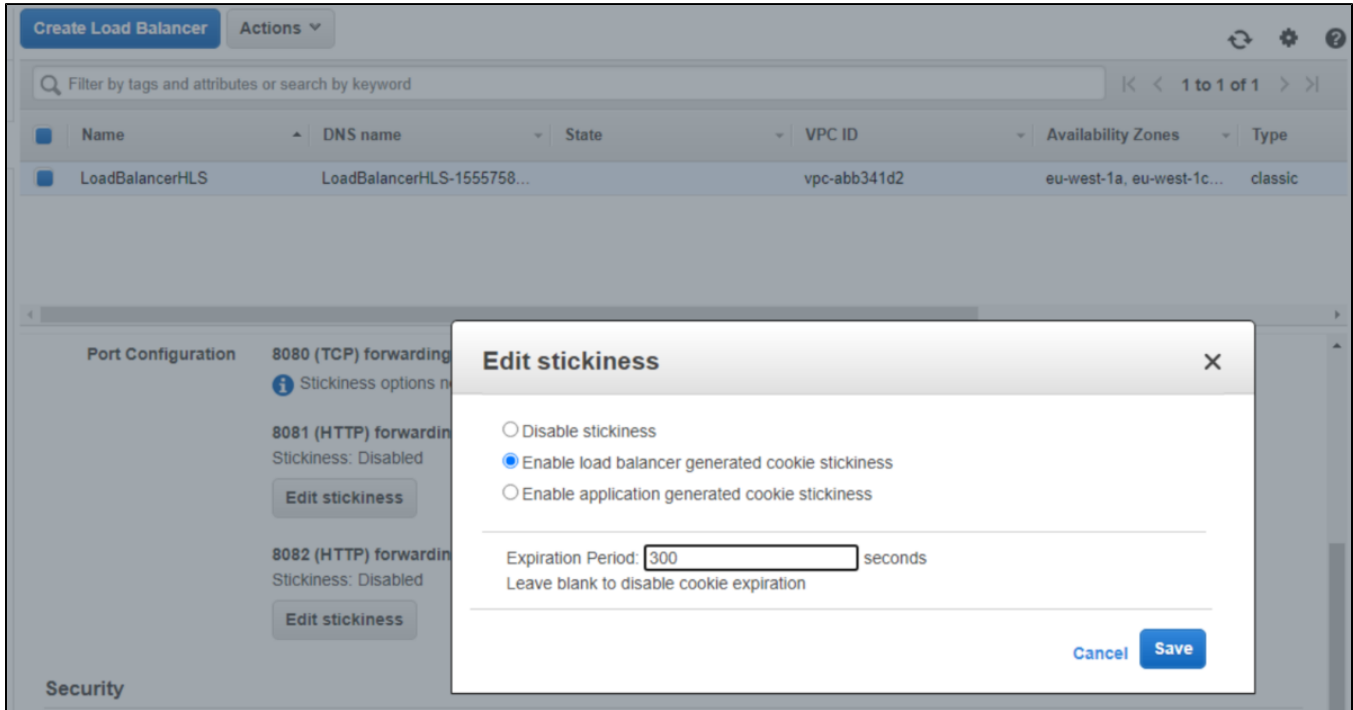 Create Load Balancer Actions
Filter by tags and attributes or search by keyword 1 to 1 of 1
Name DNS name State VPC ID Availability Zones Type
LoadBalancerHLS LoadBalancerHLS-1555758... vpc-abb341d2 eu-west-1a, eu-west-1c... classic
Port Configuration 8080 (TCP) forwarding
Stickiness options n
8081 (HTTP) forwardin
Stickiness: Disabled
Edit stickiness
8082 (HTTP) forwardin
Stickiness: Disabled
Edit stickiness
Security
Edit stickiness
Disable stickiness
Enable load balancer generated cookie stickiness
Enable application generated cookie stickiness
Expiration Period: 300 seconds
Leave blank to disable cookie expiration
Cancel Save